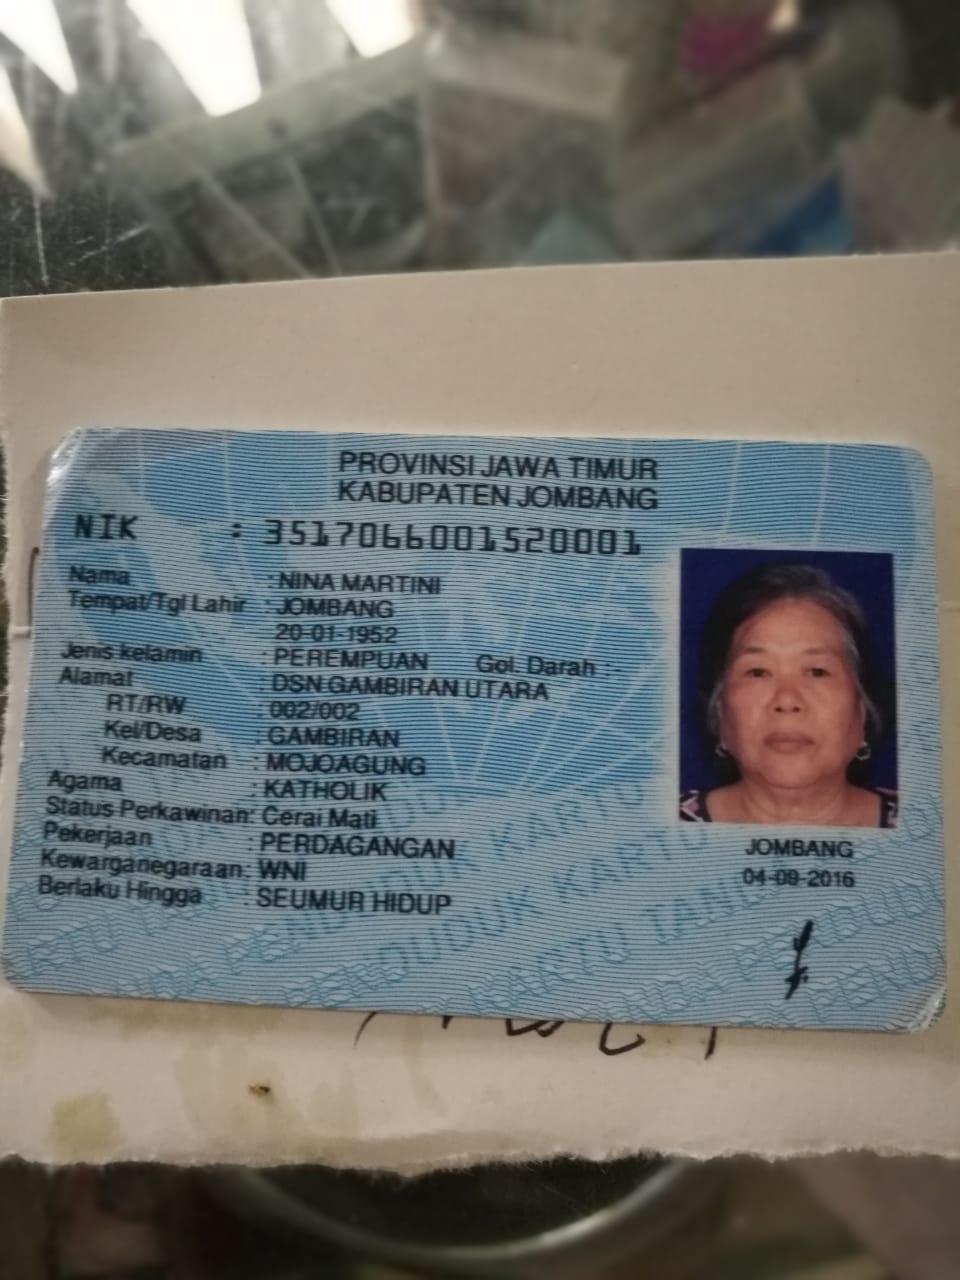 PROVINSI JAWA TIMUR
KABUPATEN JOMBANG
NIK : 3517066001520001
Nama : NINA MARTINI
Tempat/Tgl Lahir : JOMBANG
20-01-1952
Jenis kelamin : PEREMPUAN Gol. Darah : -
Alamat : DSN GAMBIRAN UTARA
RT/RW : 002/002
Kel/Desa : GAMBIRAN
Kecamatan : MOJOAGUNG
Agama : KATHOLIK
Status Perkawinan: Cerai Mati
Pekerjaan : PERDAGANGAN
Kewarganegaraan: WNI
Berlaku Hingga : SEUMUR HIDUP
JOMBANG
04-09-2016